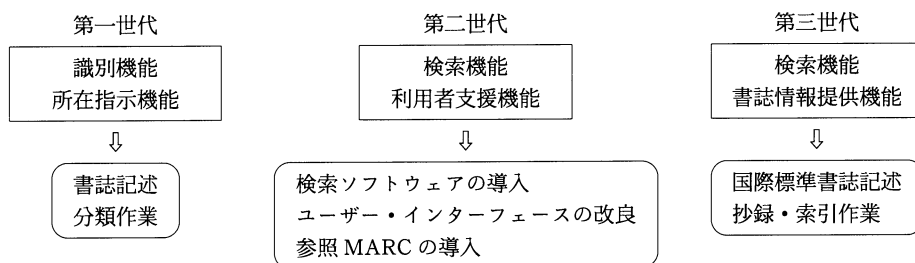 第一世代
識別機能
所在指示機能
⇩
書誌記述
分類作業
第二世代
検索機能
利用者支援機能
⇩
検索ソフトウェアの導入
ユーザー・インターフェースの改良
参照 MARC の導入
第三世代
検索機能
書誌情報提供機能
⇩
国際標準書誌記述
抄録・索引作業